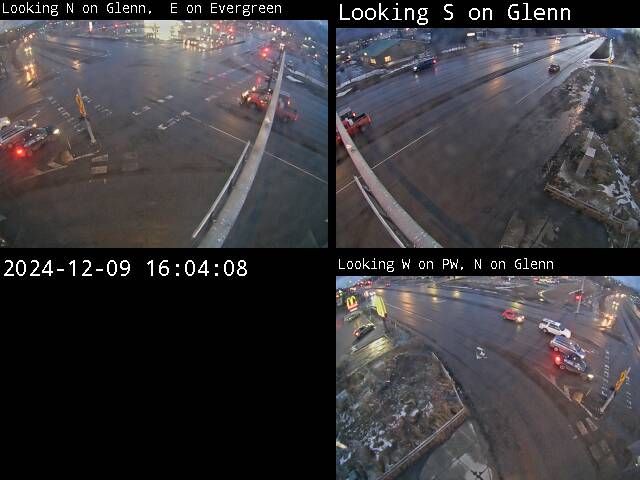 Looking N on Glenn,  E on Evergreen
Looking S on Glenn
2024-12-09 16:04:08
Looking W on PW, N on Glenn